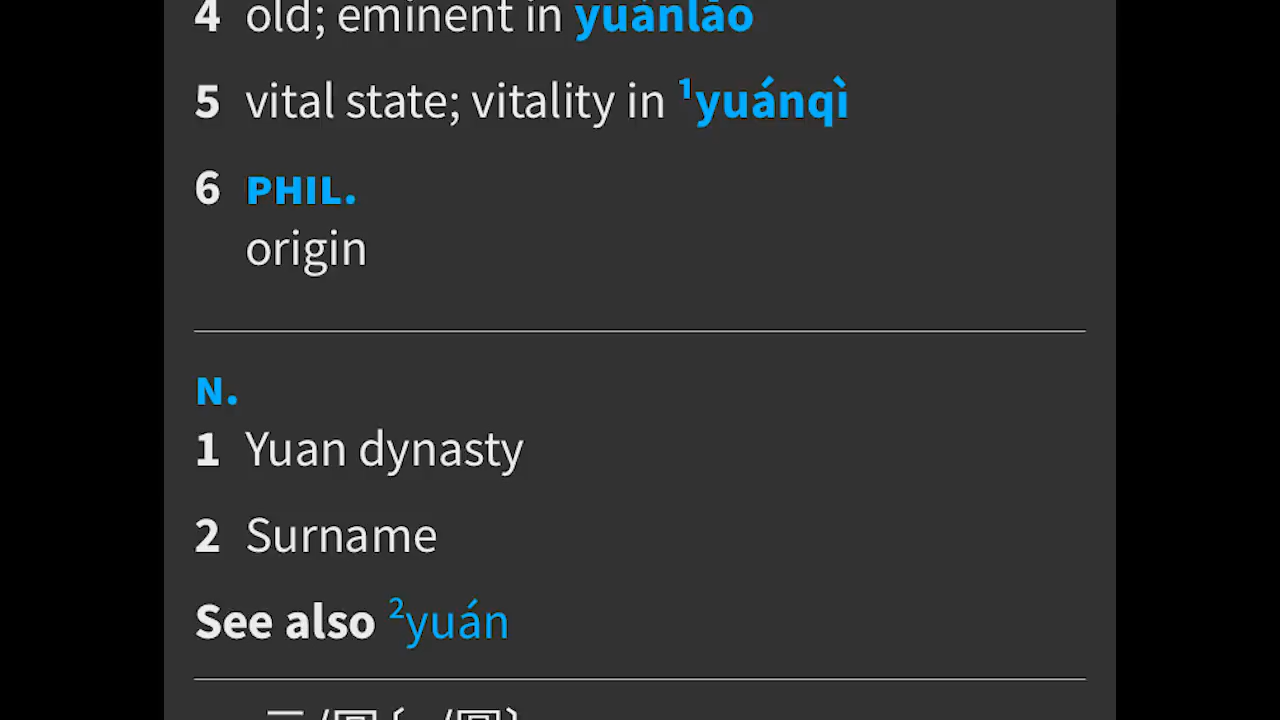 4 old; eminent in yuánlǎo
5 vital state; vitality in ¹yuánqì
6 PHIL.
origin
N.
1 Yuan dynasty
2 Surname
See also ²yuán